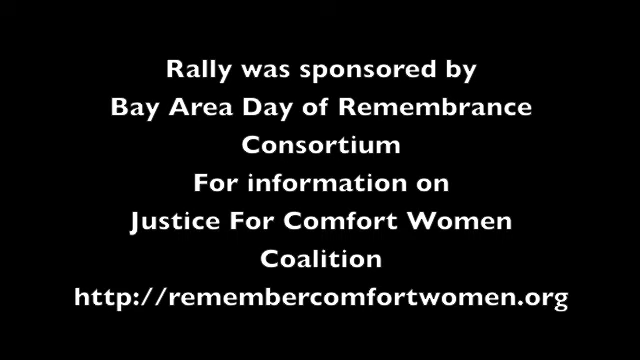 Rally was sponsored by
Bay Area Day of Remembrance
Consortium
For information on
Justice For Comfort Women
Coalition
http://remembercomfortwomen.org